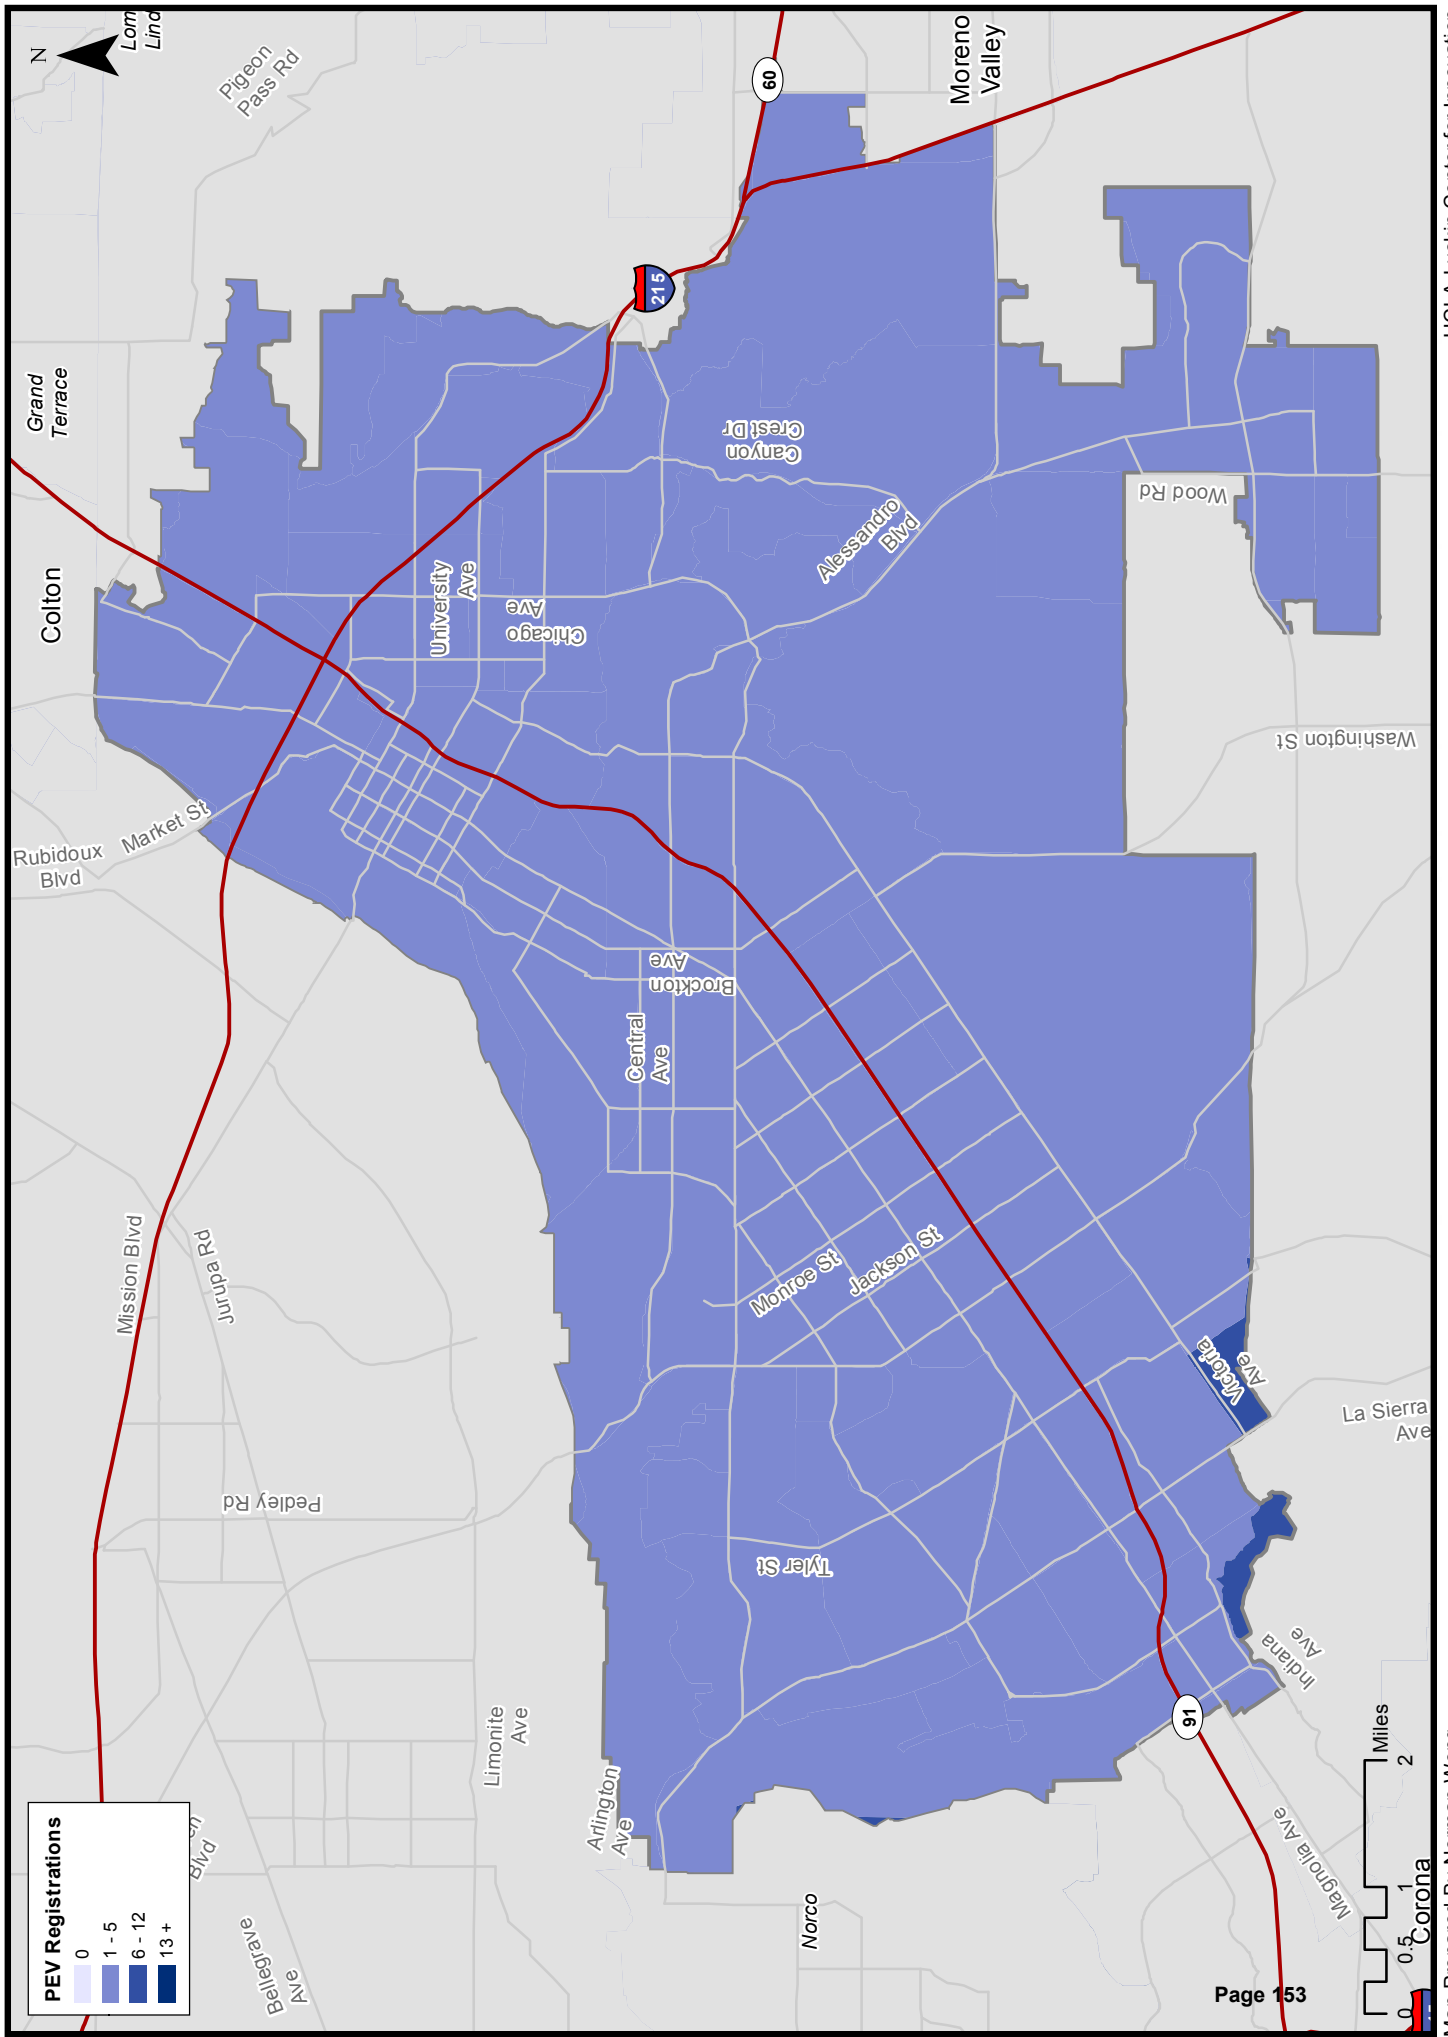 N
Lom
Lind
Pigeon
Pass Rd
60
Moreno
Valley
Grand
Terrace
215
Colton
Canyon
Crest Dr
Wood Rd
Alessandro
Blvd
University
Ave
Chicago
Ave
Washington St
Market St
Rubidoux
Blvd
Brockton
Ave
Central
Ave
Mission Blvd
Jurupa Rd
Monroe St
Jackson St
Victoria
Ave
La Sierra
Ave
Pedley Rd
Tyler St
Indiana
Ave
Limonite
Ave
Arlington
Ave
91
Magnolia Ave
Norco
Corona
Blvd
Bellegrave
Ave
PEV Registrations
0
1 - 5
6 - 12
13 +
0 0.5 1 2
Miles
Page 153